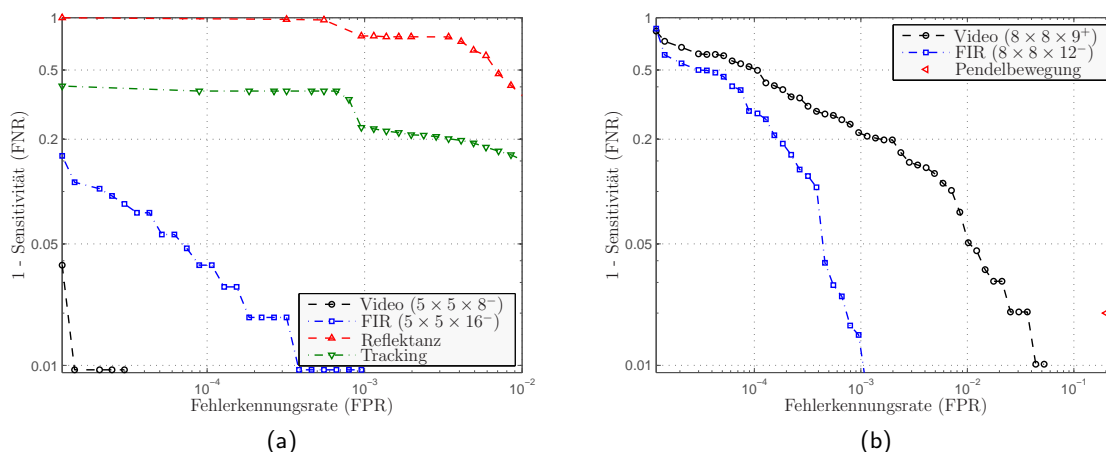 1
0.5
0.2
0.05
0.01
1 - Sensitivität (FNR)
10⁻⁴
10⁻³
10⁻²
Fehlerkennungsrate (FPR)
Video (5 × 5 × 8⁻)
FIR (5 × 5 × 16⁻)
Reflektanz
Tracking
(a)
1
0.5
0.2
0.05
0.01
1 - Sensitivität (FNR)
10⁻⁴
10⁻³
10⁻²
10⁻¹
Fehlerkennungsrate (FPR)
Video (8 × 8 × 9⁺)
FIR (8 × 8 × 12⁻)
Pendelbewegung
(b)